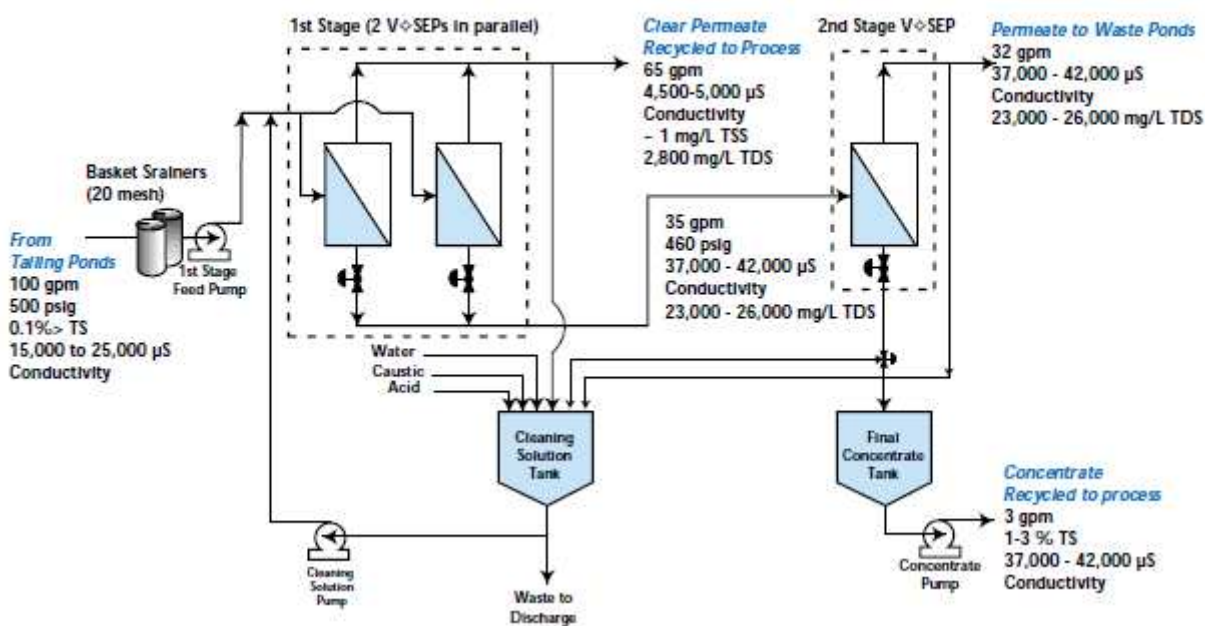 1st Stage (2 V◇SEPs in parallel)
Clear Permeate
Recycled to Process
65 gpm
4,500-5,000 µS
Conductivity
~ 1 mg/L TSS
2,800 mg/L TDS
2nd Stage V◇SEP
Permeate to Waste Ponds
32 gpm
37,000 - 42,000 µS
Conductivity
23,000 - 26,000 mg/L TDS
Basket Srainers
(20 mesh)
From
Tailing Ponds
100 gpm
500 psig
0.1%> TS
15,000 to 25,000 µS
Conductivity
1st Stage
Feed Pump
35 gpm
460 psig
37,000 - 42,000 µS
Conductivity
23,000 - 26,000 mg/L TDS
Water
Caustic
Acid
Cleaning
Solution
Tank
Final
Concentrate
Tank
Concentrate
Recycled to process
3 gpm
1-3 % TS
37,000 - 42,000 µS
Conductivity
Cleaning
Solution
Pump
Waste to
Discharge
Concentrate
Pump